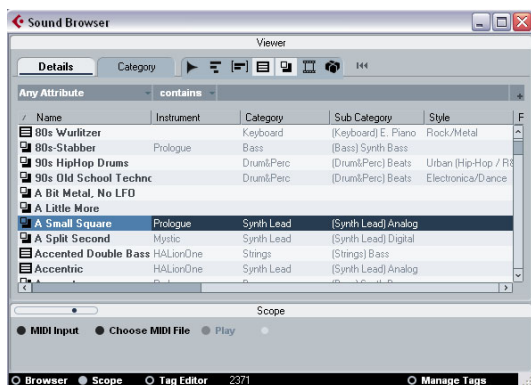 Sound Browser
Viewer
Details Category
Any Attribute contains
Name Instrument Category Sub Category Style F
80s Wurlitzer Keyboard (Keyboard) E. Piano Rock/Metal
80s-Stabber Prologue Bass (Bass) Synth Bass
90s HipHop Drums Drum&Perc (Drum&Perc) Beats Urban (Hip-Hop / R&
90s Old School Techno Drum&Perc (Drum&Perc) Beats Electronica/Dance
A Bit Metal, No LFO
A Little More
A Small Square Prologue Synth Lead (Synth Lead) Analog
A Split Second Mystic Synth Lead (Synth Lead) Digital
Accented Double Bass HALionOne Strings (Strings) Bass
Accentric HALionOne Synth Lead (Synth Lead) Analog
Scope
MIDI Input Choose MIDI File Play
Browser Scope Tag Editor 2371 Manage Tags